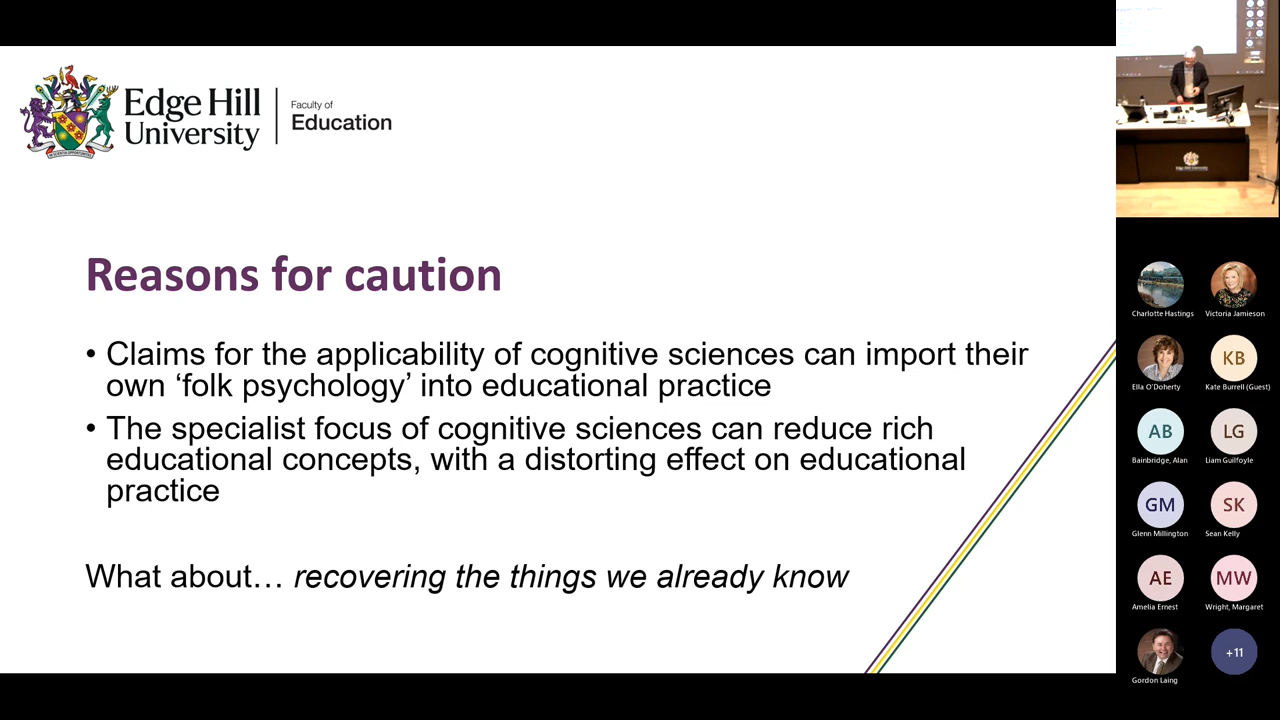 Edge Hill
University
Faculty of
Education
Reasons for caution
• Claims for the applicability of cognitive sciences can import their
own ‘folk psychology’ into educational practice
• The specialist focus of cognitive sciences can reduce rich
educational concepts, with a distorting effect on educational
practice
What about… recovering the things we already know
Edge Hill University
Charlotte Hastings
Victoria Jamieson
Ella O'Doherty
KB
Kate Burrell (Guest)
AB
Bainbridge, Alan
LG
Liam Guilfoyle
GM
Glenn Millington
SK
Sean Kelly
AE
Amelia Ernest
MW
Wright, Margaret
Gordon Laing
+11